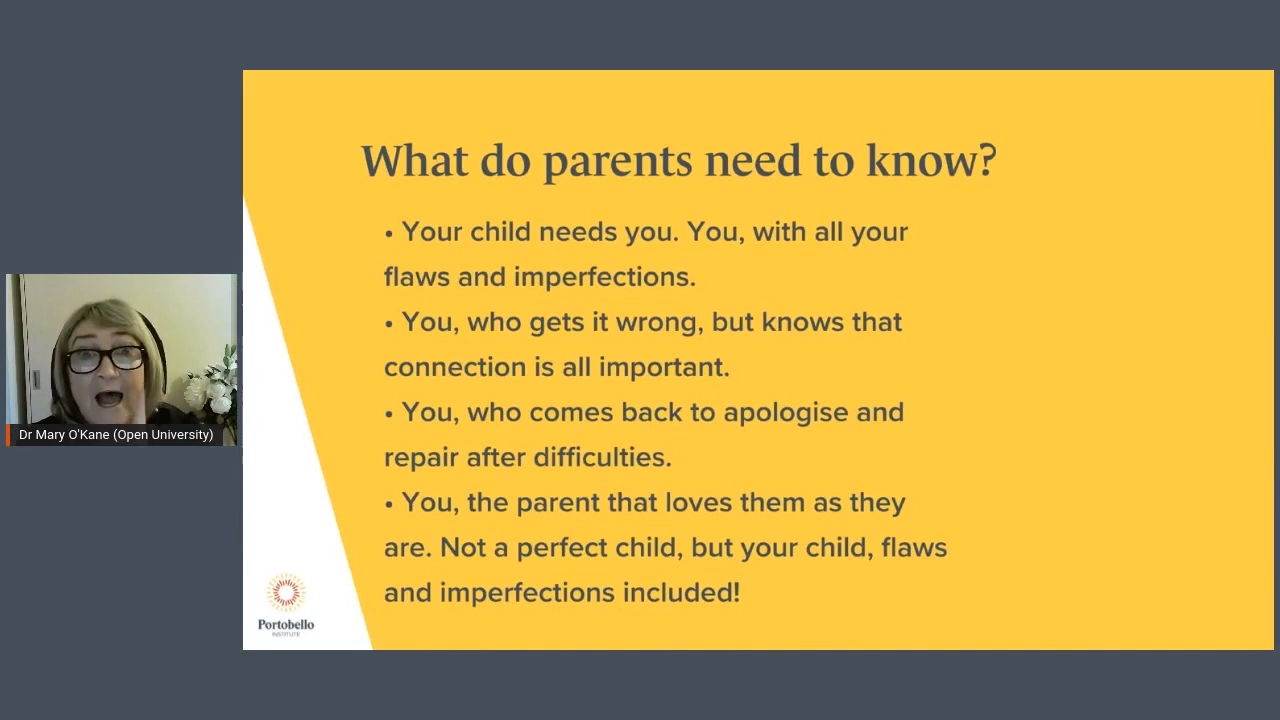 What do parents need to know?
• Your child needs you. You, with all your
flaws and imperfections.
• You, who gets it wrong, but knows that
connection is all important.
• You, who comes back to apologise and
repair after difficulties.
• You, the parent that loves them as they
are. Not a perfect child, but your child, flaws
and imperfections included!
Dr Mary O'Kane (Open University)
Portobello
INSTITUTE